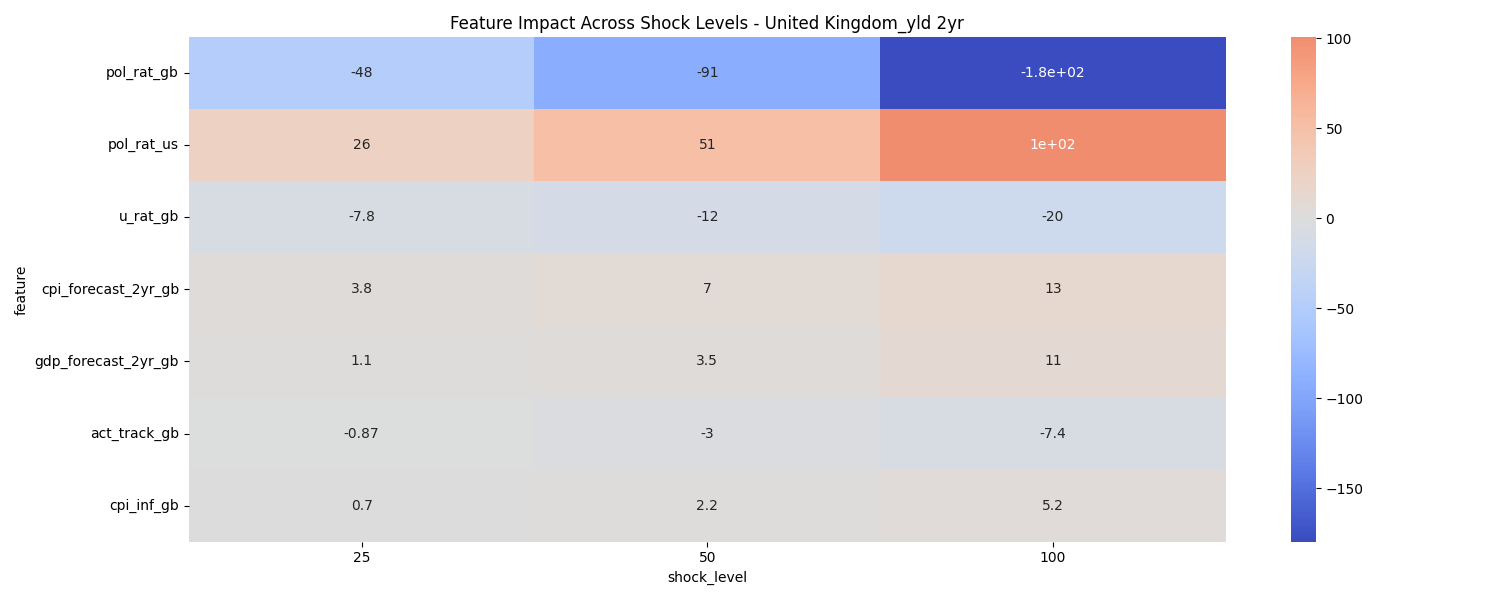 Feature Impact Across Shock Levels - United Kingdom_yld 2yr
feature
pol_rat_gb -48 -91 -1.8e+02
pol_rat_us 26 51 1e+02
u_rat_gb -7.8 -12 -20
cpi_forecast_2yr_gb 3.8 7 13
gdp_forecast_2yr_gb 1.1 3.5 11
act_track_gb -0.87 -3 -7.4
cpi_inf_gb 0.7 2.2 5.2
25 50 100
shock_level
100
50
0
−50
−100
−150